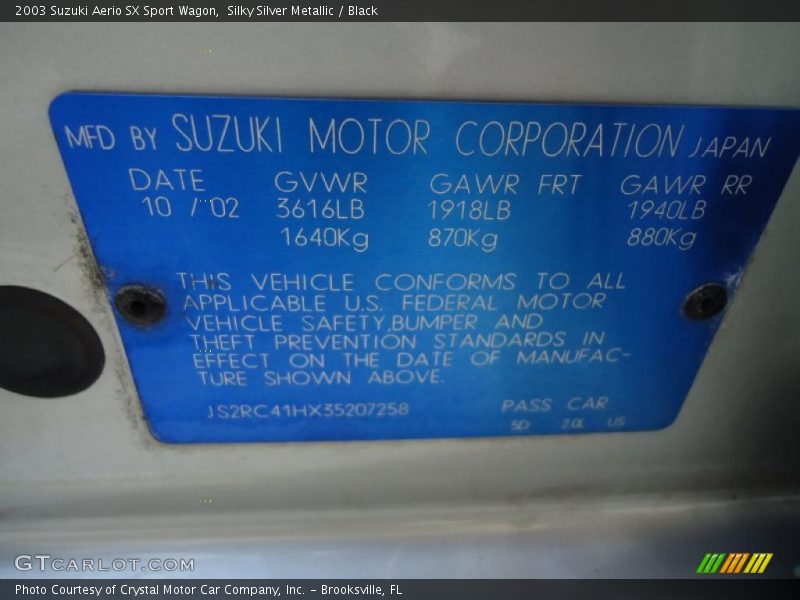 2003 Suzuki Aerio SX Sport Wagon,  Silky Silver Metallic / Black
MFD BY SUZUKI MOTOR CORPORATION JAPAN
DATE GVWR GAWR FRT GAWR RR
10 / '02 3616LB 1918LB 1940LB
1640Kg 870Kg 880Kg
THIS VEHICLE CONFORMS TO ALL
APPLICABLE U.S. FEDERAL MOTOR
VEHICLE SAFETY,BUMPER AND
THEFT PREVENTION STANDARDS IN
EFFECT ON THE DATE OF MANUFAC-
TURE SHOWN ABOVE.
JS2RC41HX35207258 PASS CAR
SD 2.0L US
GTCARLOT.COM
Photo Courtesy of Crystal Motor Car Company, Inc. - Brooksville, FL